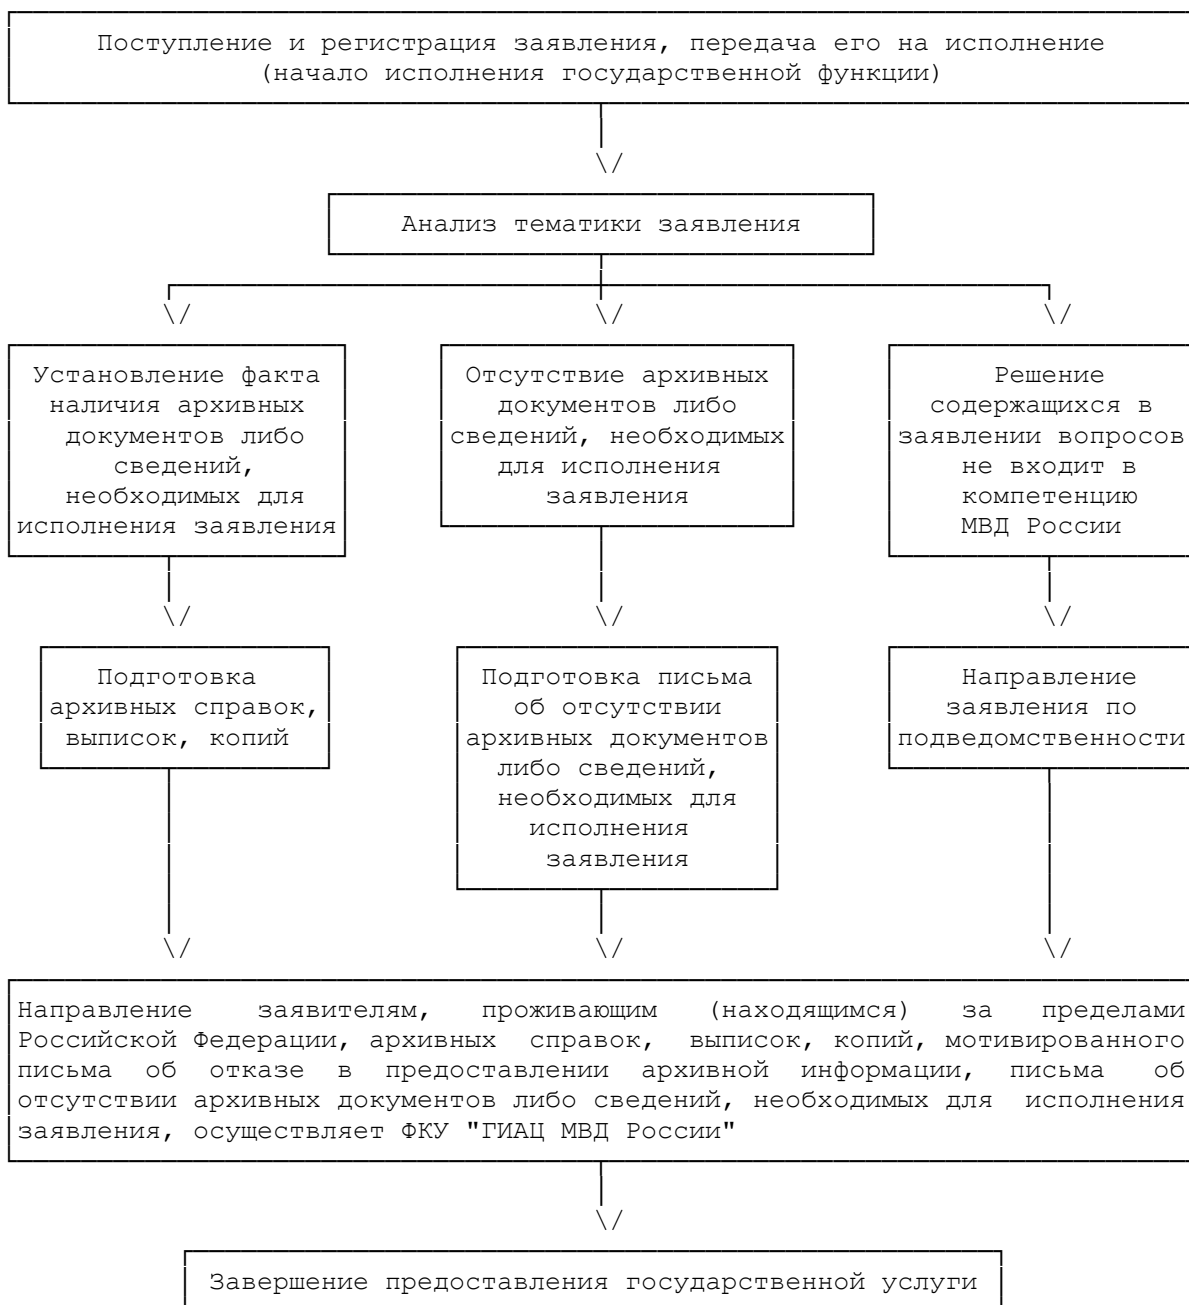 Поступление и регистрация заявления, передача его на исполнение
(начало исполнения государственной функции)
\/
Анализ тематики заявления
\/
\/
\/
Установление факта
наличия архивных
документов либо
сведений,
необходимых для
исполнения заявления
Отсутствие архивных
документов либо
сведений, необходимых
для исполнения
заявления
Решение
содержащихся в
заявлении вопросов
не входит в
компетенцию
МВД России
\/
\/
\/
Подготовка
архивных справок,
выписок, копий
Подготовка письма
об отсутствии
архивных документов
либо сведений,
необходимых для
исполнения
заявления
Направление
заявления по
подведомственности
\/
\/
\/
Направление заявителям, проживающим (находящимся) за пределами
Российской Федерации, архивных справок, выписок, копий, мотивированного
письма об отказе в предоставлении архивной информации, письма об
отсутствии архивных документов либо сведений, необходимых для исполнения
заявления, осуществляет ФКУ "ГИАЦ МВД России"
\/
Завершение предоставления государственной услуги